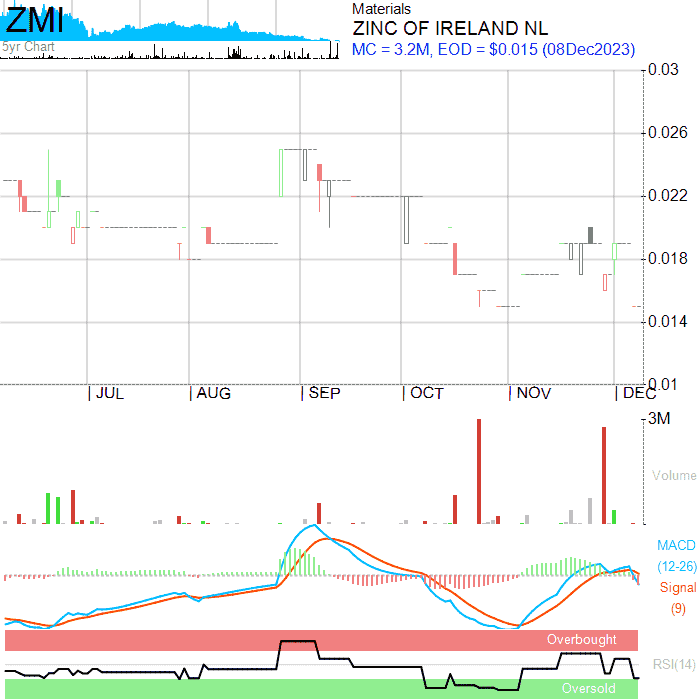 ZMI
5yr Chart
Materials
ZINC OF IRELAND NL
MC = 3.2M, EOD = $0.015 (08Dec2023)
0.03
0.026
0.022
0.018
0.014
0.01
JUL AUG SEP OCT NOV DEC
3M
Volume
MACD
(12-26)
Signal
(9)
Overbought
RSI(14)
Oversold